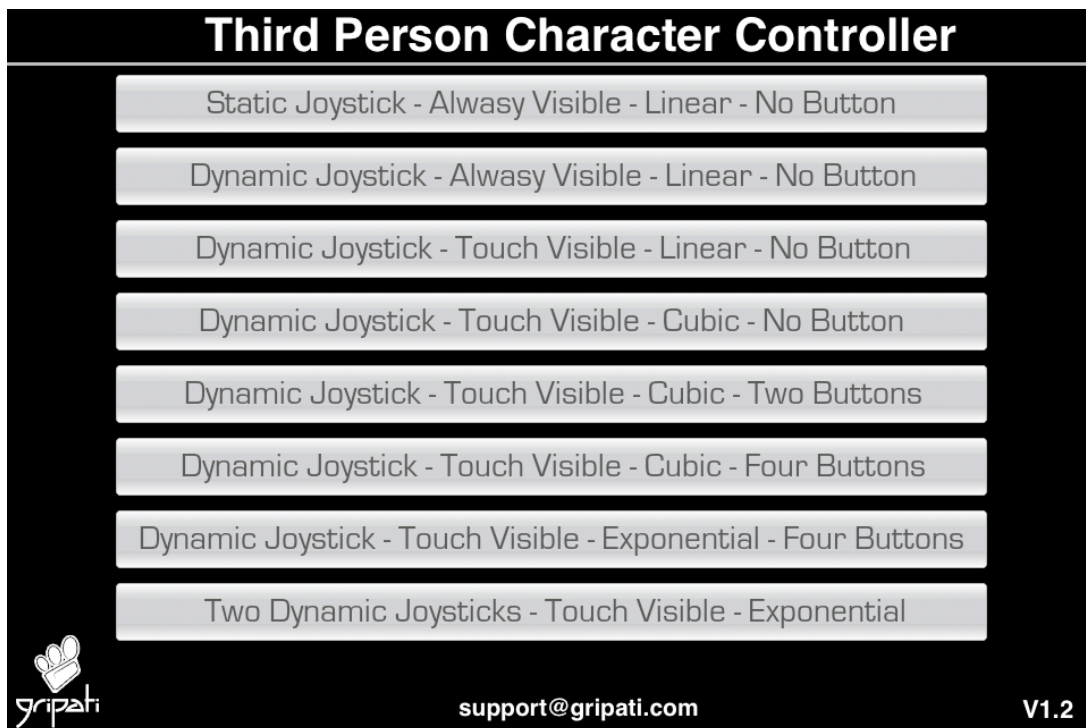 Third Person Character Controller
Static Joystick - Alwasy Visible - Linear - No Button
Dynamic Joystick - Alwasy Visible - Linear - No Button
Dynamic Joystick - Touch Visible - Linear - No Button
Dynamic Joystick - Touch Visible - Cubic - No Button
Dynamic Joystick - Touch Visible - Cubic - Two Buttons
Dynamic Joystick - Touch Visible - Cubic - Four Buttons
Dynamic Joystick - Touch Visible - Exponential - Four Buttons
Two Dynamic Joysticks - Touch Visible - Exponential
gripati
support@gripati.com
V1.2